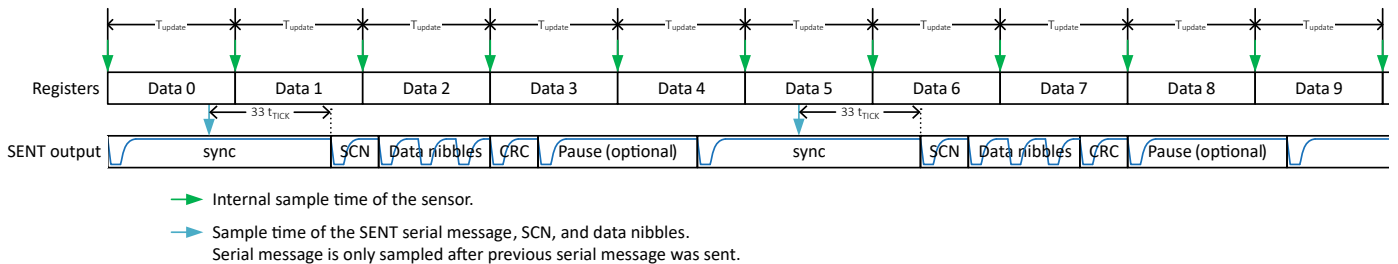 Tupdate Tupdate Tupdate Tupdate Tupdate Tupdate Tupdate Tupdate Tupdate Tupdate
Registers Data 0 Data 1 Data 2 Data 3 Data 4 Data 5 Data 6 Data 7 Data 8 Data 9
33 tTICK 33 tTICK
SENT output sync SCN Data nibbles CRC Pause (optional) sync SCN Data nibbles CRC Pause (optional)
Internal sample time of the sensor.
Sample time of the SENT serial message, SCN, and data nibbles.
Serial message is only sampled after previous serial message was sent.